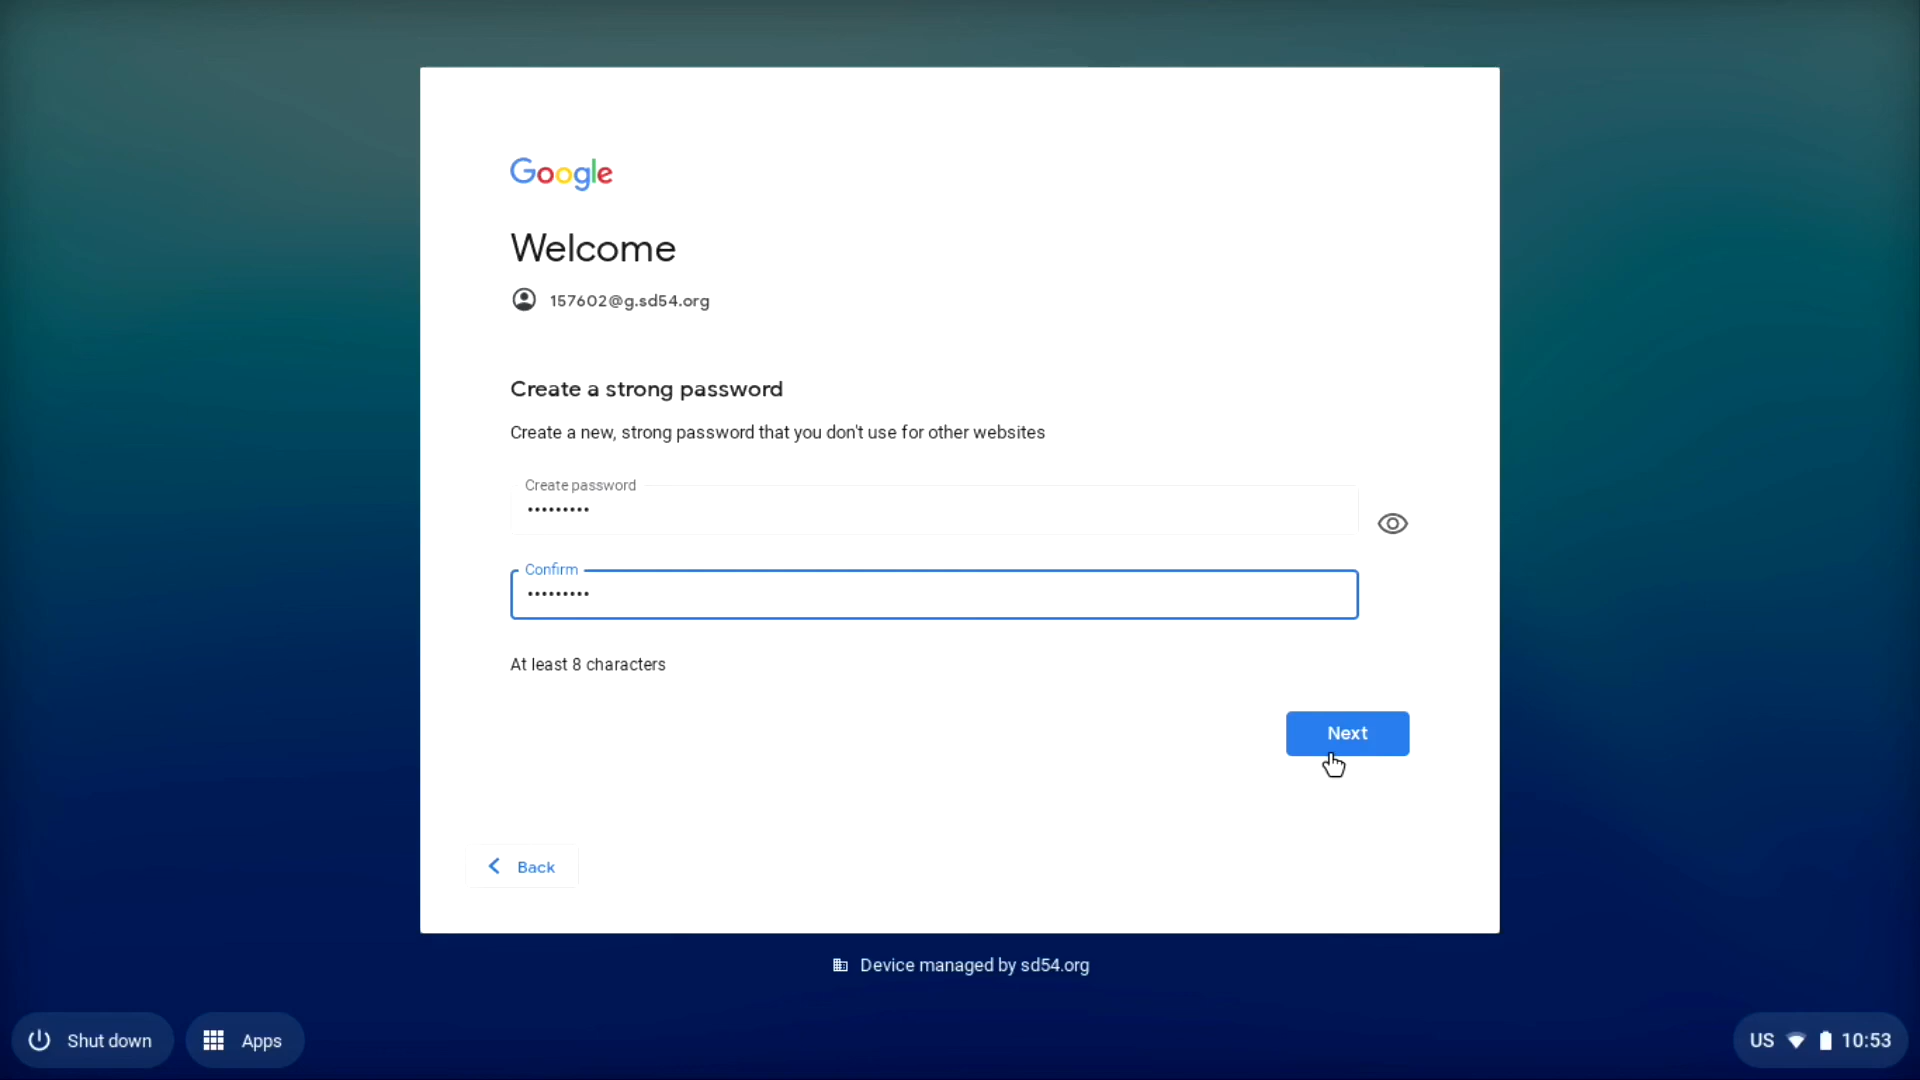 Google
Welcome
157602@g.sd54.org
Create a strong password
Create a new, strong password that you don't use for other websites
Create password
•••••••••
Confirm
•••••••••
At least 8 characters
Next
Back
Device managed by sd54.org
Shut down
Apps
US 10:53